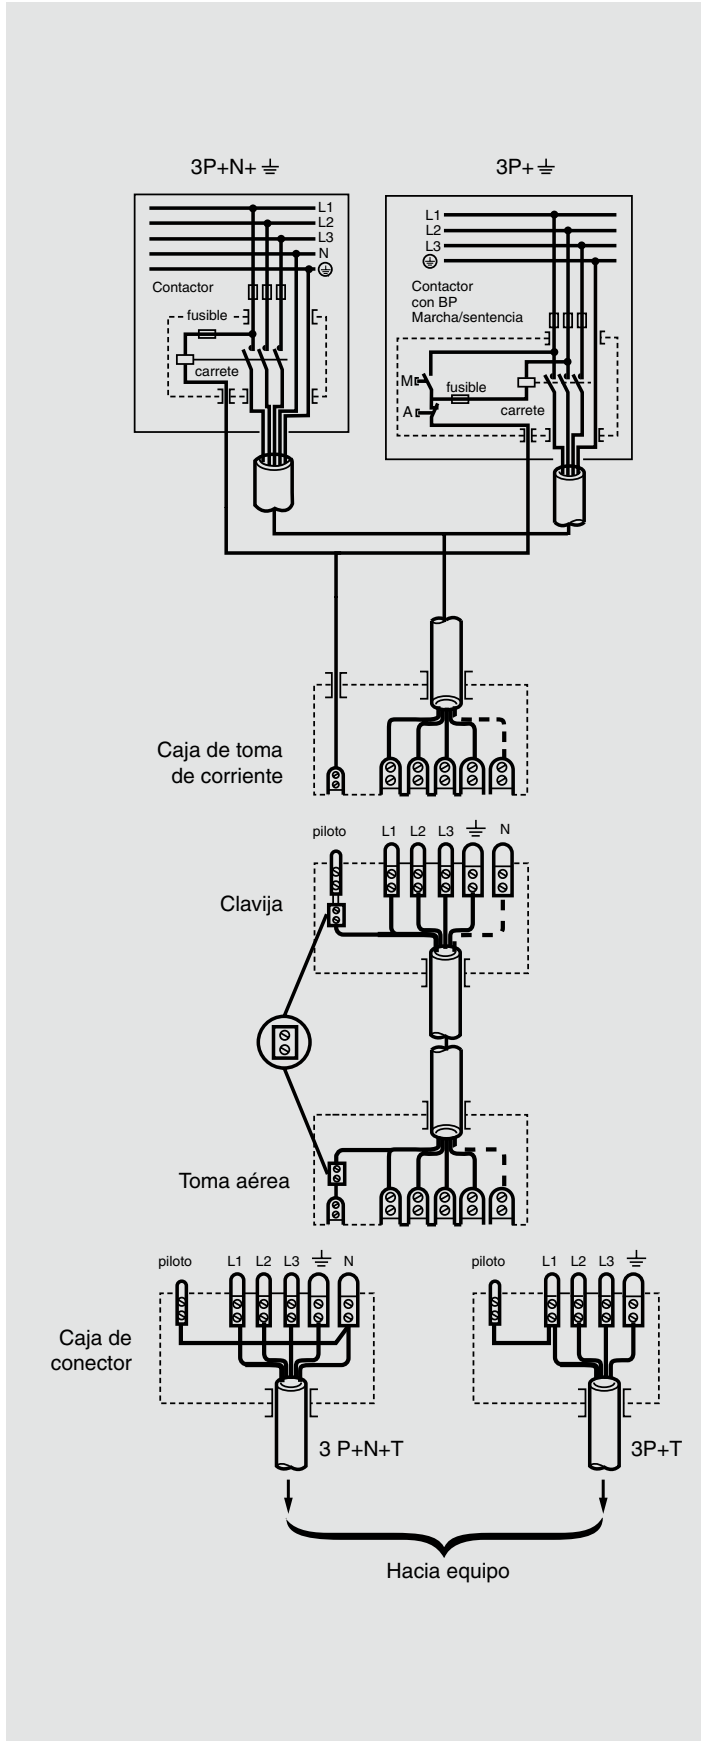 3P+N+⏚
3P+⏚
L1
L2
L3
N
Contactor
fusible
carrete
L1
L2
L3
Contactor
con BP
Marcha/sentencia
M
fusible
A
carrete
Caja de toma
de corriente
piloto L1 L2 L3 ⏚ N
Clavija
Toma aérea
piloto L1 L2 L3 ⏚ N
piloto L1 L2 L3 ⏚
Caja de
conector
3 P+N+T
3P+T
Hacia equipo